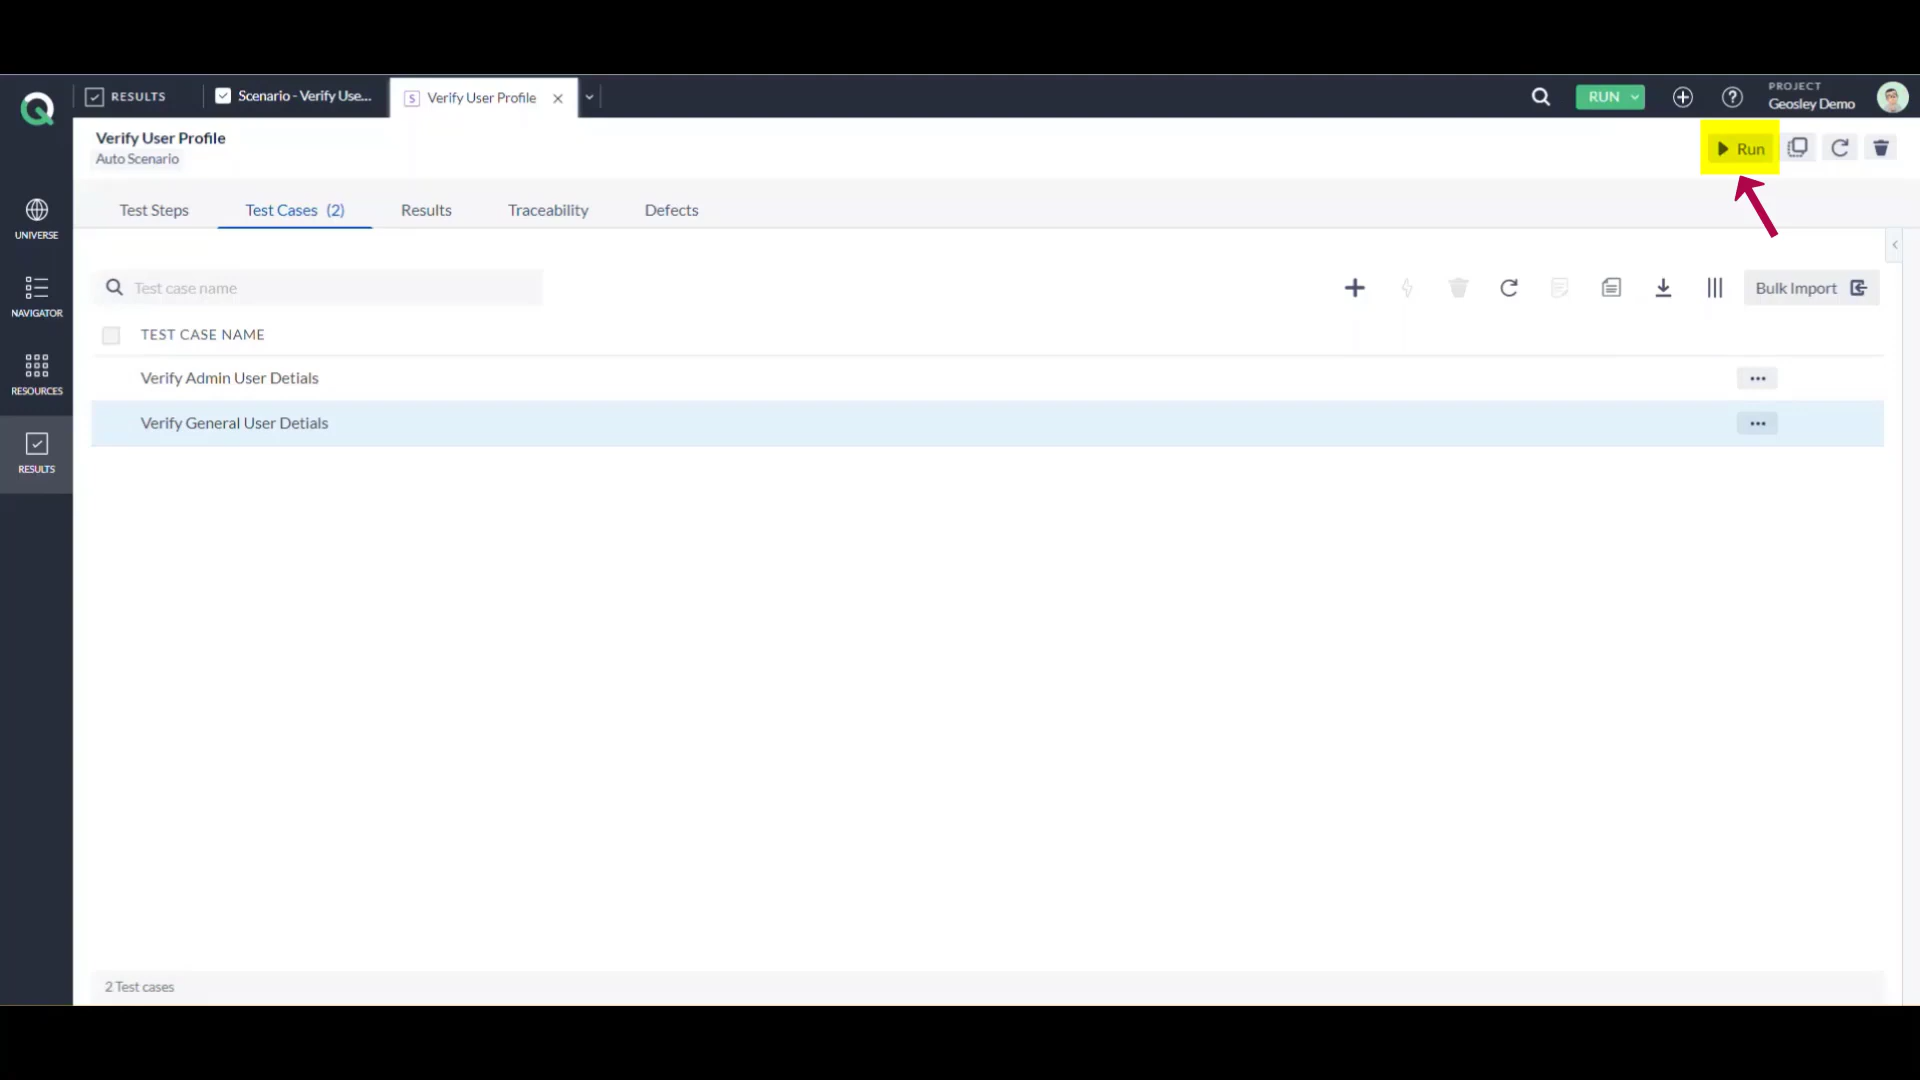 RESULTS
Scenario - Verify Use...
S Verify User Profile
RUN
PROJECT
Geosley Demo
Verify User Profile
Auto Scenario
Run
Test Steps
Test Cases (2)
Results
Traceability
Defects
UNIVERSE
NAVIGATOR
RESOURCES
RESULTS
Test case name
Bulk Import
TEST CASE NAME
Verify Admin User Detials
Verify General User Detials
2 Test cases